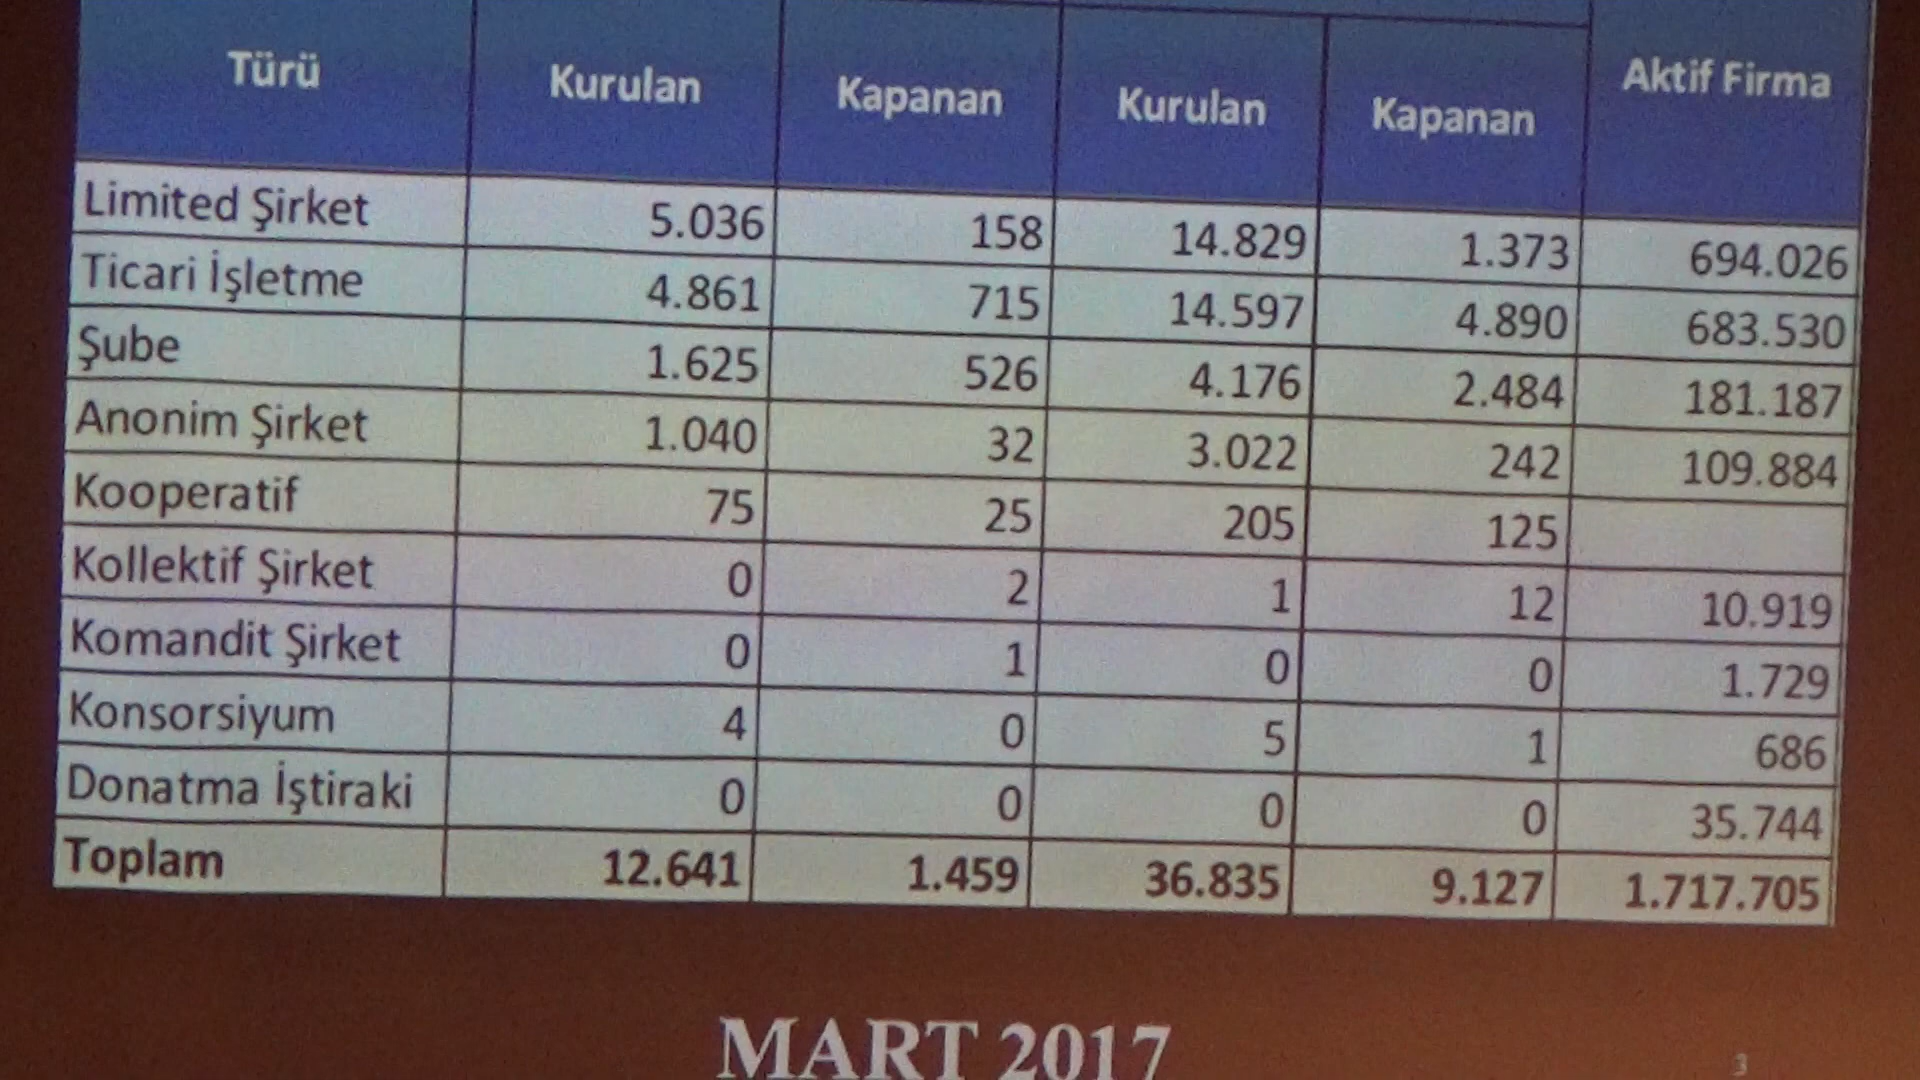 Türü Kurulan Kapanan Kurulan Kapanan Aktif Firma
Limited Şirket 5.036 158 14.829 1.373 694.026
Ticari İşletme 4.861 715 14.597 4.890 683.530
Şube 1.625 526 4.176 2.484 181.187
Anonim Şirket 1.040 32 3.022 242 109.884
Kooperatif 75 25 205 125
Kollektif Şirket 0 2 1 12 10.919
Komandit Şirket 0 1 0 0 1.729
Konsorsiyum 4 0 5 1 686
Donatma İştiraki 0 0 0 0 35.744
Toplam 12.641 1.459 36.835 9.127 1.717.705
MART 2017
3